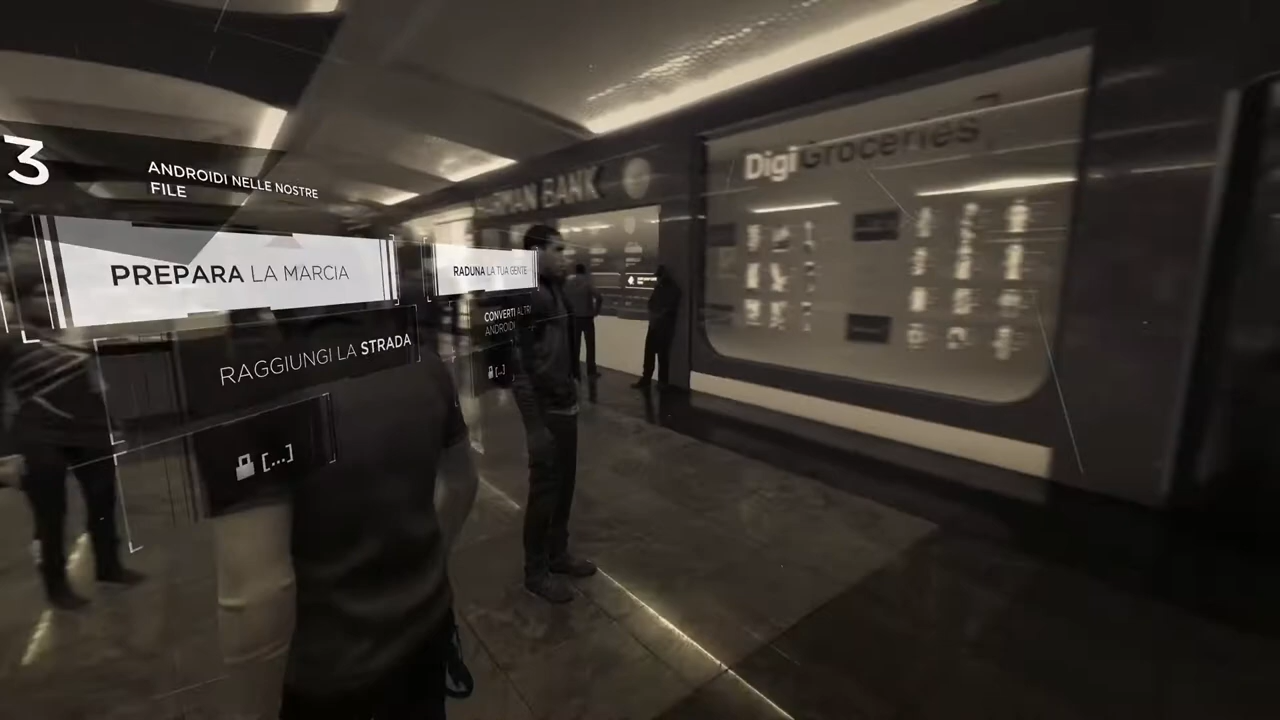 3
ANDROIDI NELLE NOSTRE
FILE
PREPARA LA MARCIA
RAGGIUNGI LA STRADA
[...]
RADUNA LA TUA GENTE
CONVERTI ALTRI
ANDROIDI
[...]
BANK
DigiGroceries